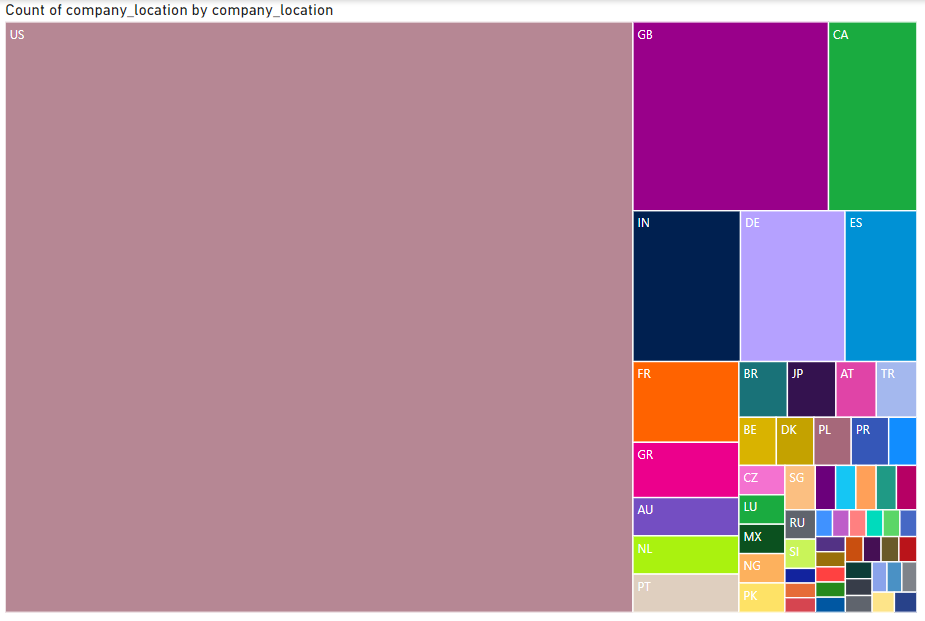 Count of company_location by company_location
US
GB
CA
IN
DE
ES
FR
BR
JP
AT
TR
BE
DK
PL
PR
GR
CZ
SG
AU
LU
RU
NL
MX
SI
PT
NG
PK